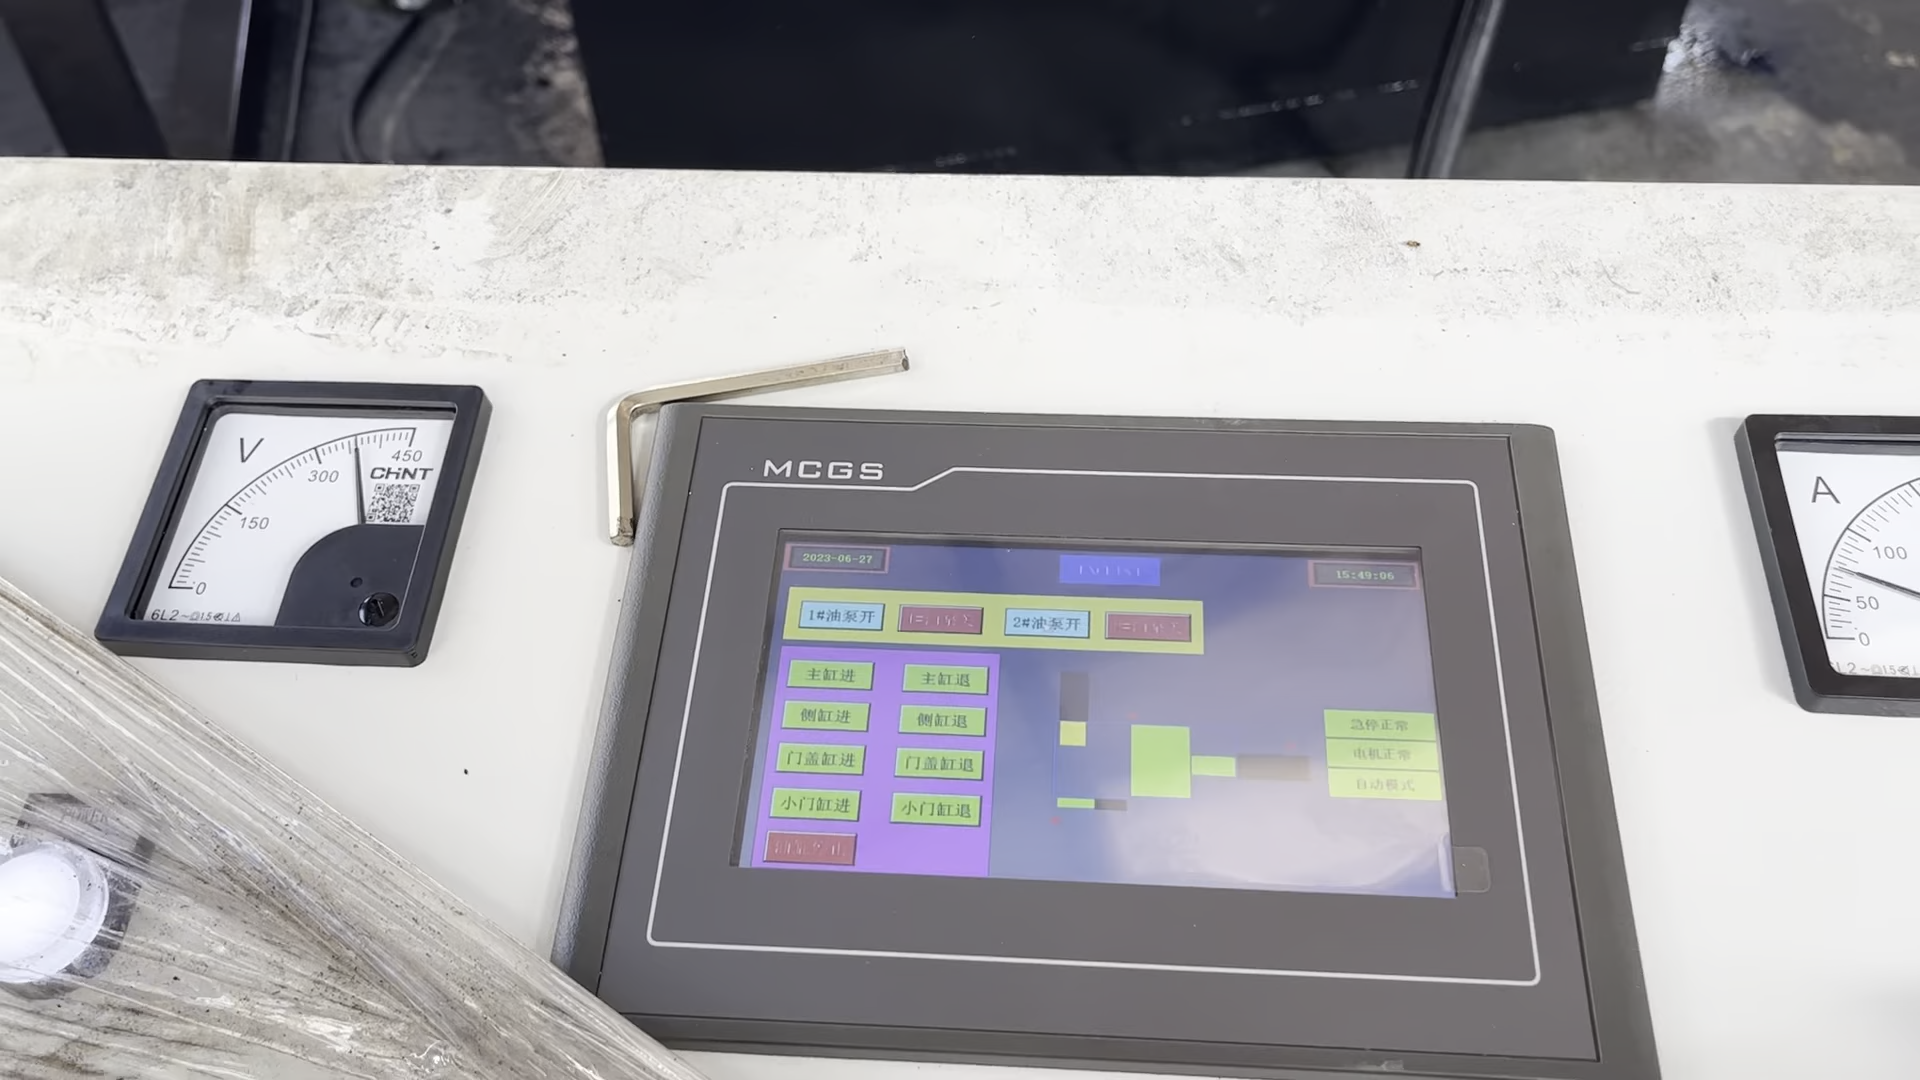 V
450
CHNT
300
150
0
6L2
MCGS
2023-06-27
15:49:06
1#油泵开
2#油泵开
主缸进
主缸退
侧缸进
侧缸退
门盖缸进
门盖缸退
小门缸进
小门缸退
急停正常
电机正常
自动模式
A
100
50
0
POWER